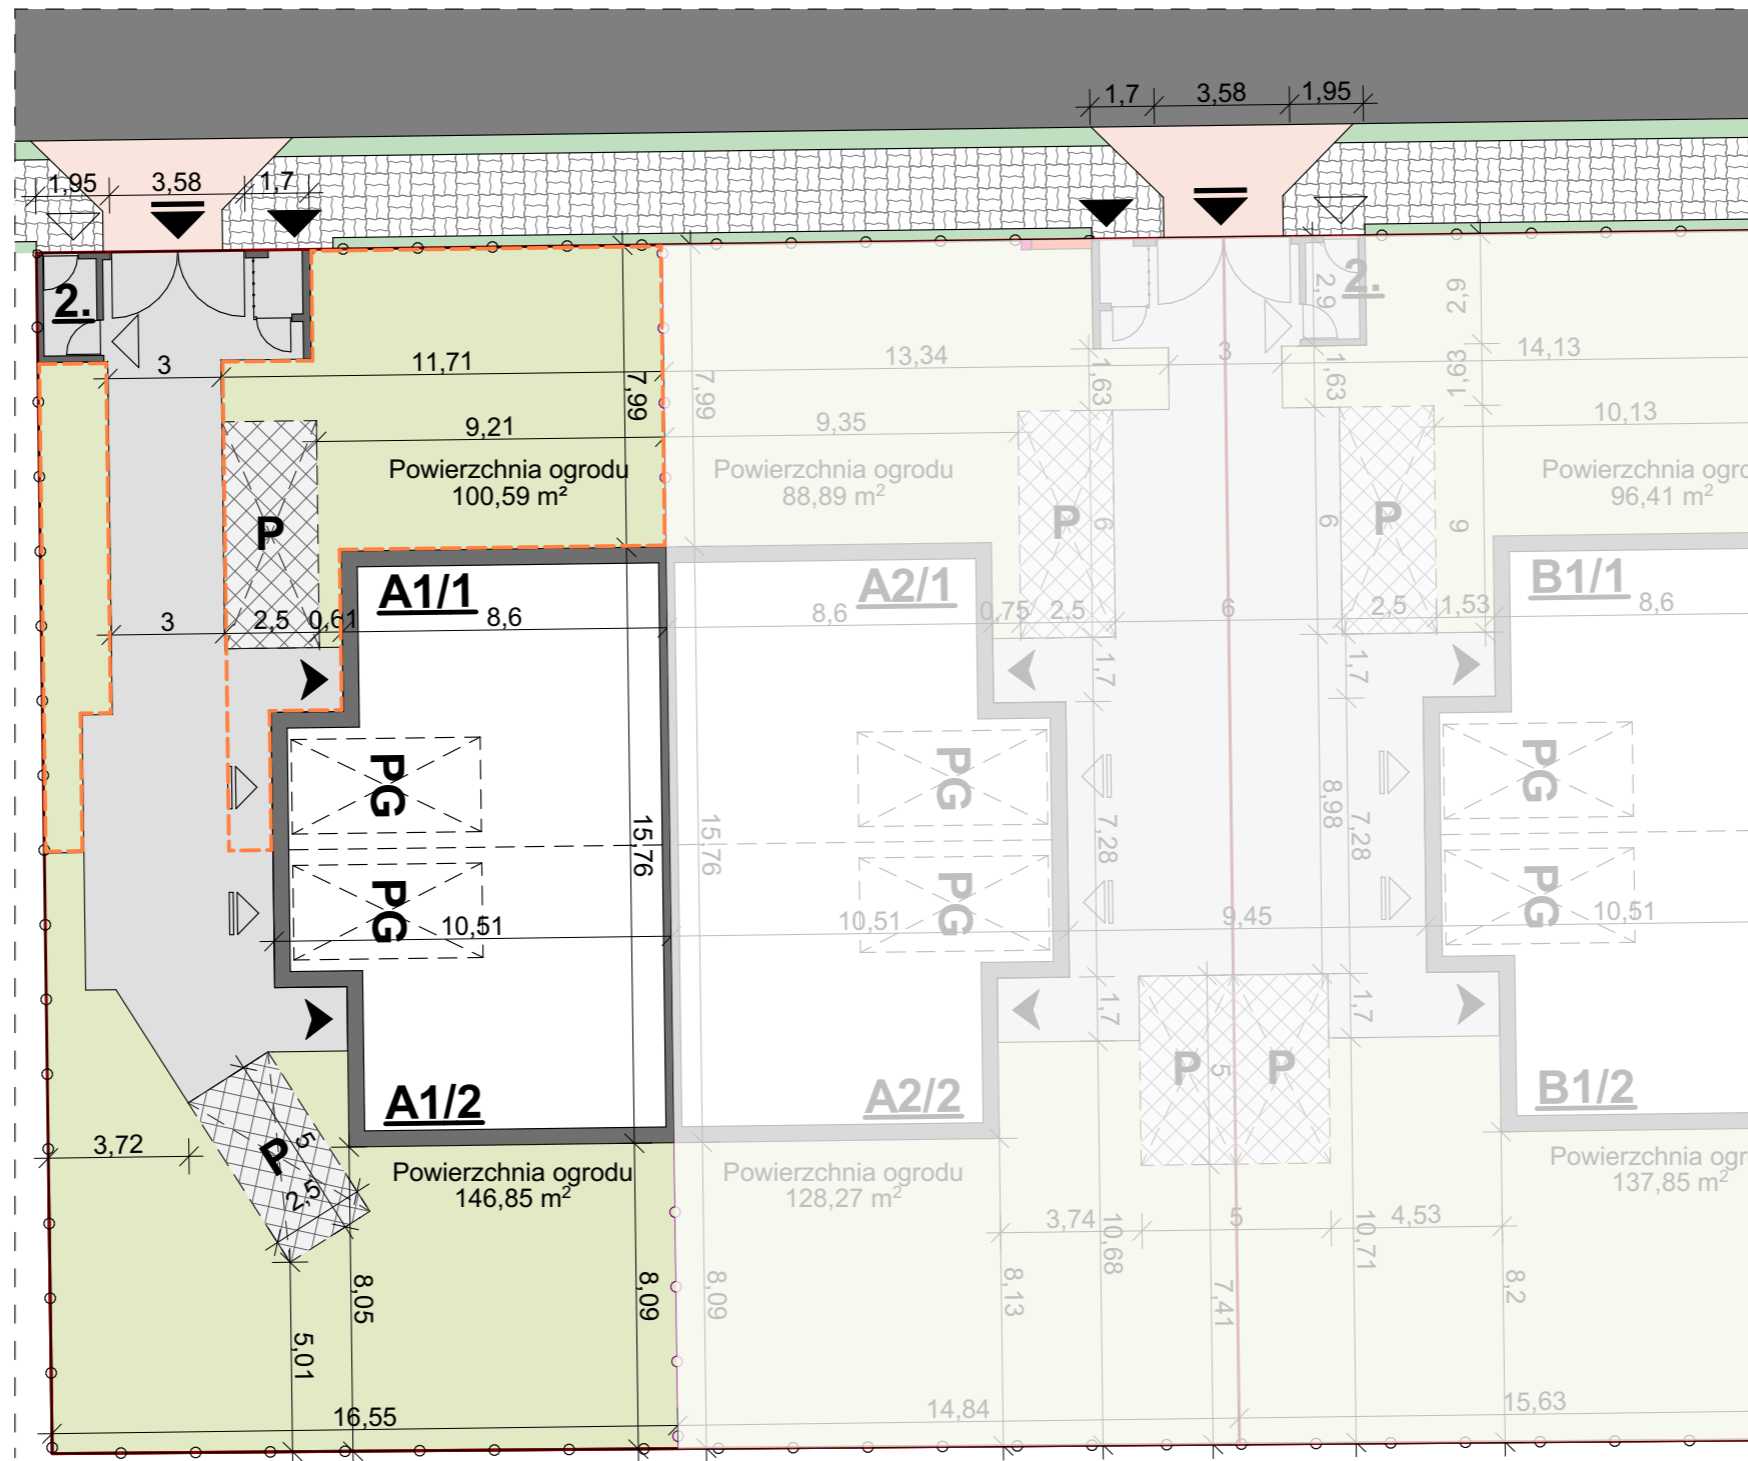 1,7 3,58 1,95
1,95 3,58 1,7
2. 2,9 2. 2,9
3 11,71 7,99 7,99 13,34 1,63 3 1,63 1,63 14,13
9,21 9,35 10,13
Powierzchnia ogrodu
100,59 m²
Powierzchnia ogrodu
88,89 m²
Powierzchnia ogro
96,41 m²
P P 6 6 P 6
A1/1 A2/1 B1/1
3 2,5 0,61 8,6 8,6 0,75 2,5 6 2,5 1,53 8,6
1,7 1,7
PG PG PG
15,76 15,76 7,28 8,98 7,28
PG PG PG
10,51 10,51 9,45 10,51
1,7 1,7
A1/2 A2/2 P 5 P B1/2
3,72 P 5 2,5
Powierzchnia ogrodu
146,85 m²
Powierzchnia ogrodu
128,27 m²
Powierzchnia ogr
137,85 m²
3,74 10,68 5 10,71 4,53
8,05 8,09 8,09 8,13 7,41 8,2
5,01
16,55 14,84 15,63